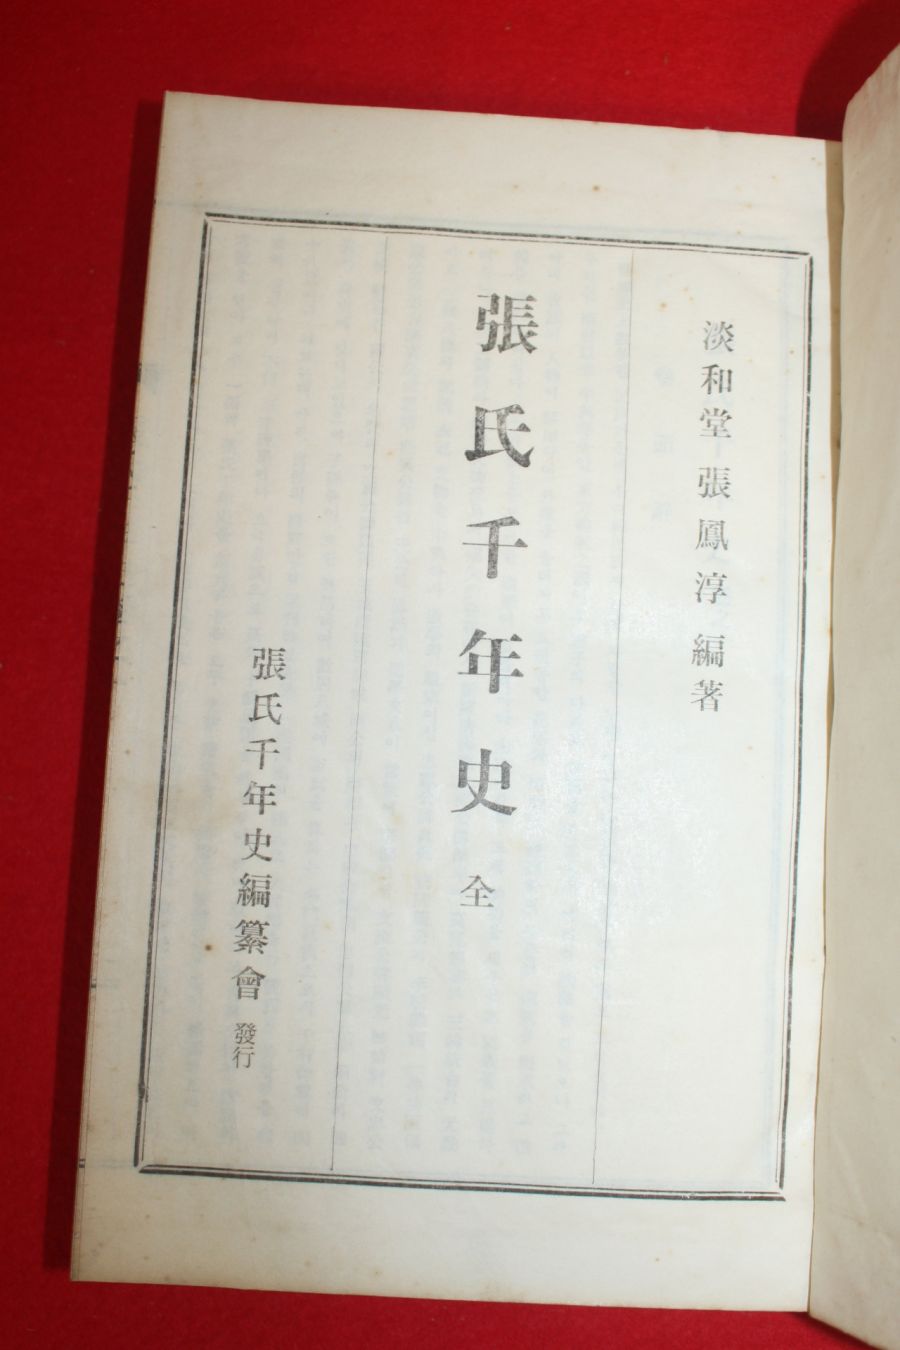 淡和堂 張鳳淳 編著
張氏千年史 全
張氏千年史編纂會 發行